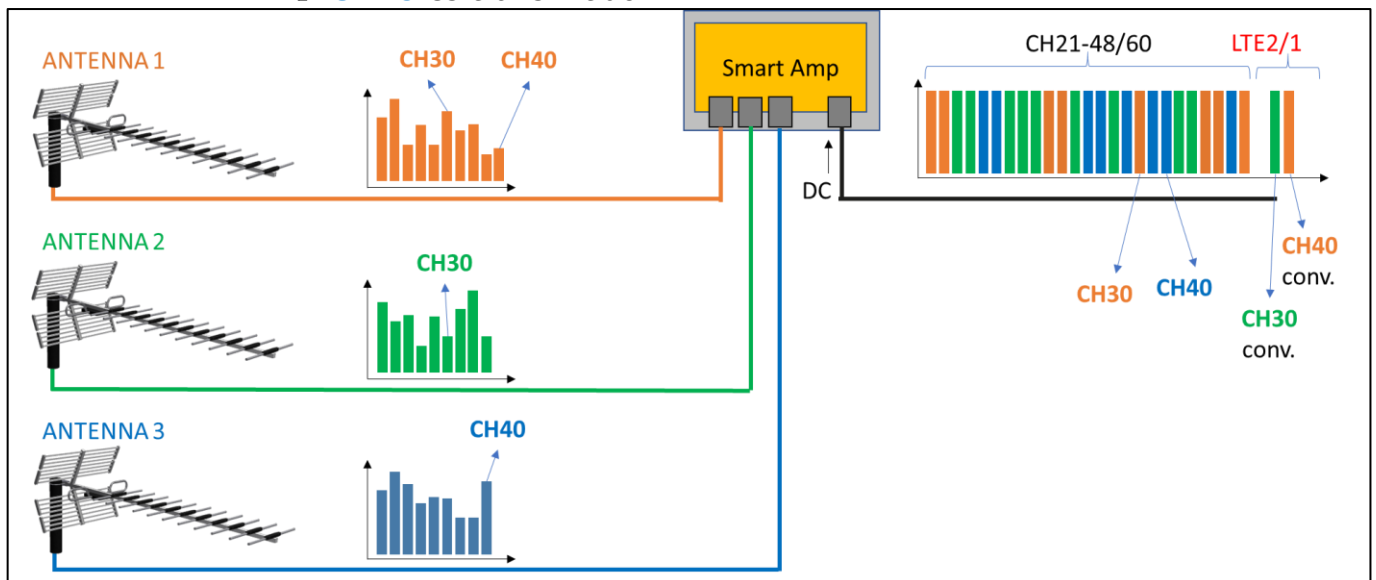 ANTENNA 1
CH30
CH40
Smart Amp
DC
CH21-48/60
LTE2/1
CH30
CH40
CH40
conv.
CH30
conv.
ANTENNA 2
CH30
ANTENNA 3
CH40